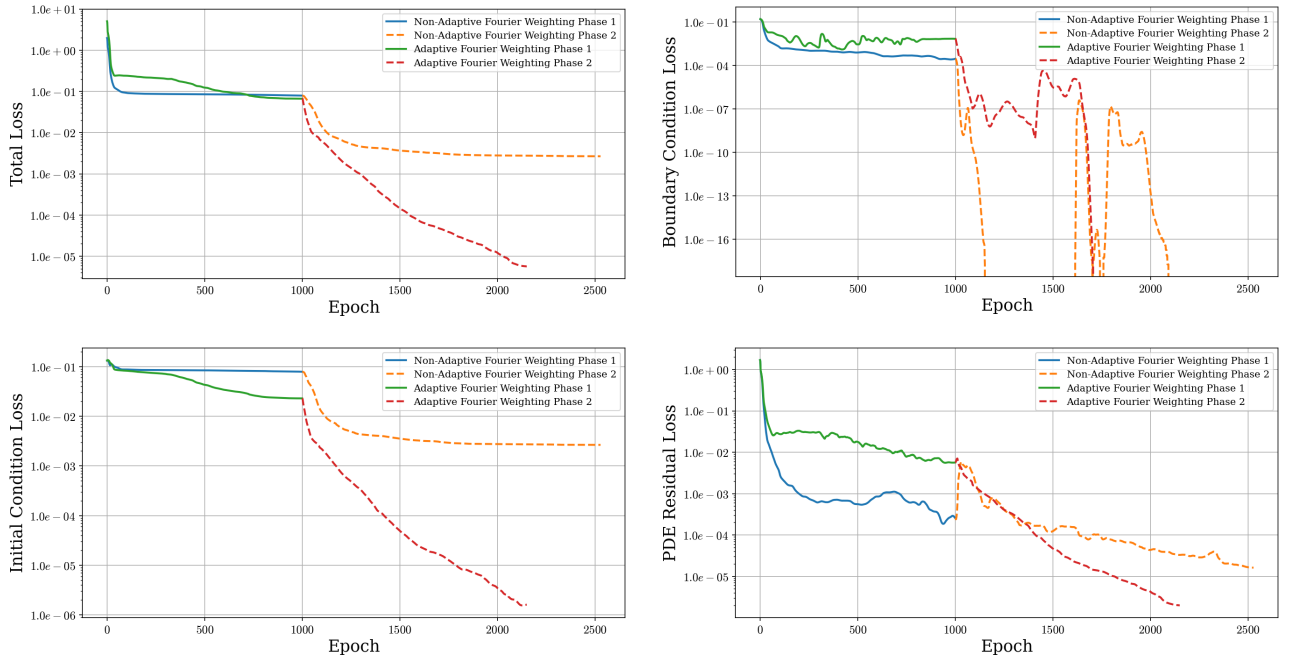 Total Loss
1.0e + 01
1.0e + 00
1.0e − 01
1.0e − 02
1.0e − 03
1.0e − 04
1.0e − 05
Non-Adaptive Fourier Weighting Phase 1
Non-Adaptive Fourier Weighting Phase 2
Adaptive Fourier Weighting Phase 1
Adaptive Fourier Weighting Phase 2
0 500 1000 1500 2000 2500
Epoch
Boundary Condition Loss
1.0e − 01
1.0e − 04
1.0e − 07
1.0e − 10
1.0e − 13
1.0e − 16
Non-Adaptive Fourier Weighting Phase 1
Non-Adaptive Fourier Weighting Phase 2
Adaptive Fourier Weighting Phase 1
Adaptive Fourier Weighting Phase 2
0 500 1000 1500 2000 2500
Epoch
Initial Condition Loss
1.0e − 01
1.0e − 02
1.0e − 03
1.0e − 04
1.0e − 05
1.0e − 06
Non-Adaptive Fourier Weighting Phase 1
Non-Adaptive Fourier Weighting Phase 2
Adaptive Fourier Weighting Phase 1
Adaptive Fourier Weighting Phase 2
0 500 1000 1500 2000 2500
Epoch
PDE Residual Loss
1.0e + 00
1.0e − 01
1.0e − 02
1.0e − 03
1.0e − 04
1.0e − 05
Non-Adaptive Fourier Weighting Phase 1
Non-Adaptive Fourier Weighting Phase 2
Adaptive Fourier Weighting Phase 1
Adaptive Fourier Weighting Phase 2
0 500 1000 1500 2000 2500
Epoch